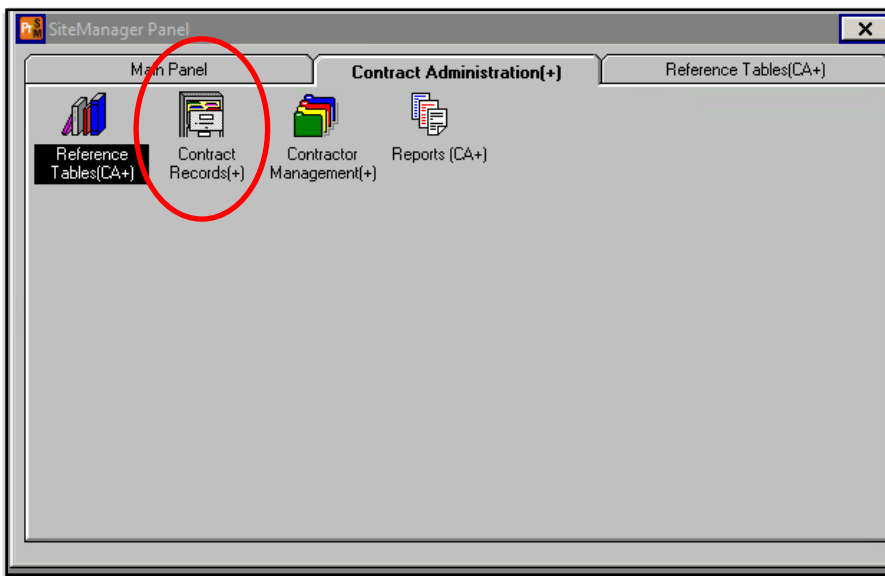 SiteManager Panel
Main Panel
Contract Administration(+)
Reference Tables(CA+)
Reference
Tables(CA+)
Contract
Records(+)
Contractor
Management(+)
Reports (CA+)